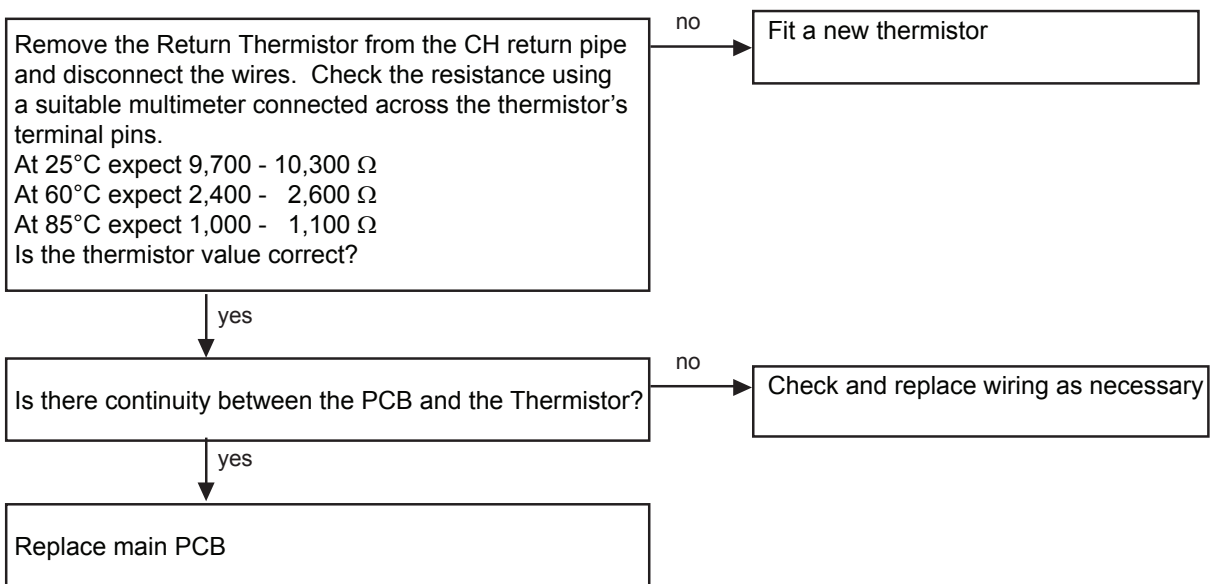 Remove the Return Thermistor from the CH return pipe
and disconnect the wires.  Check the resistance using
a suitable multimeter connected across the thermistor’s
terminal pins.
At 25°C expect 9,700 - 10,300 Ω
At 60°C expect 2,400 -   2,600 Ω
At 85°C expect 1,000 -   1,100 Ω
Is the thermistor value correct?
no
Fit a new thermistor
yes
Is there continuity between the PCB and the Thermistor?
no
Check and replace wiring as necessary
yes
Replace main PCB